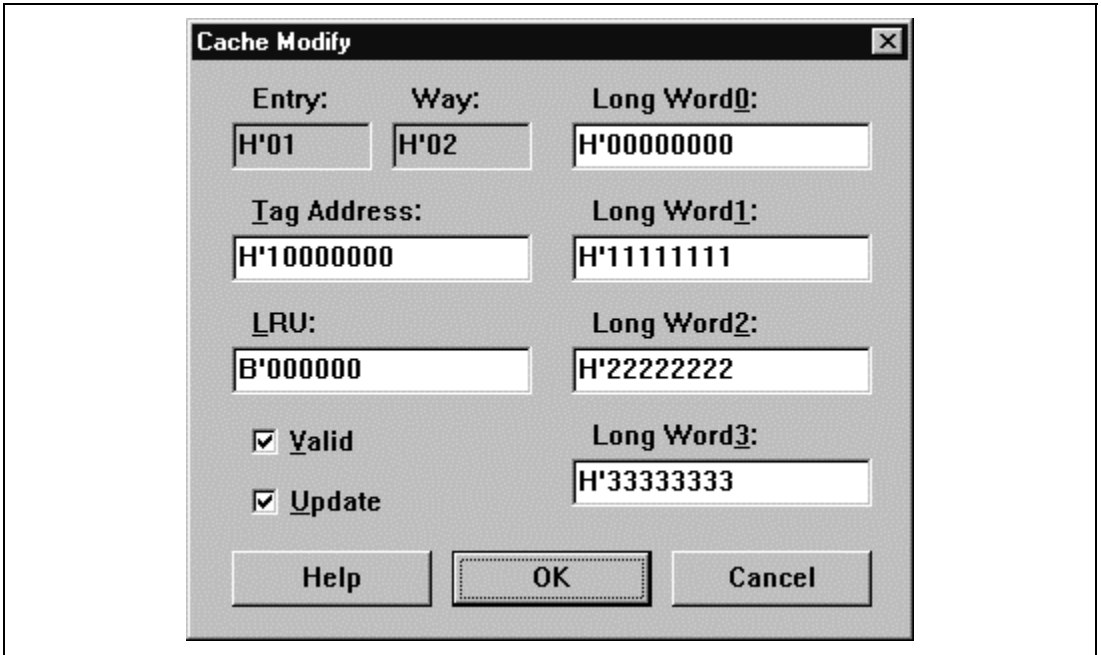 Cache Modify
Entry: Way: Long Word0:
H'01 H'02 H'00000000
Tag Address: Long Word1:
H'10000000 H'11111111
LRU: Long Word2:
B'000000 H'22222222
Valid Long Word3:
H'33333333
Update
Help OK Cancel